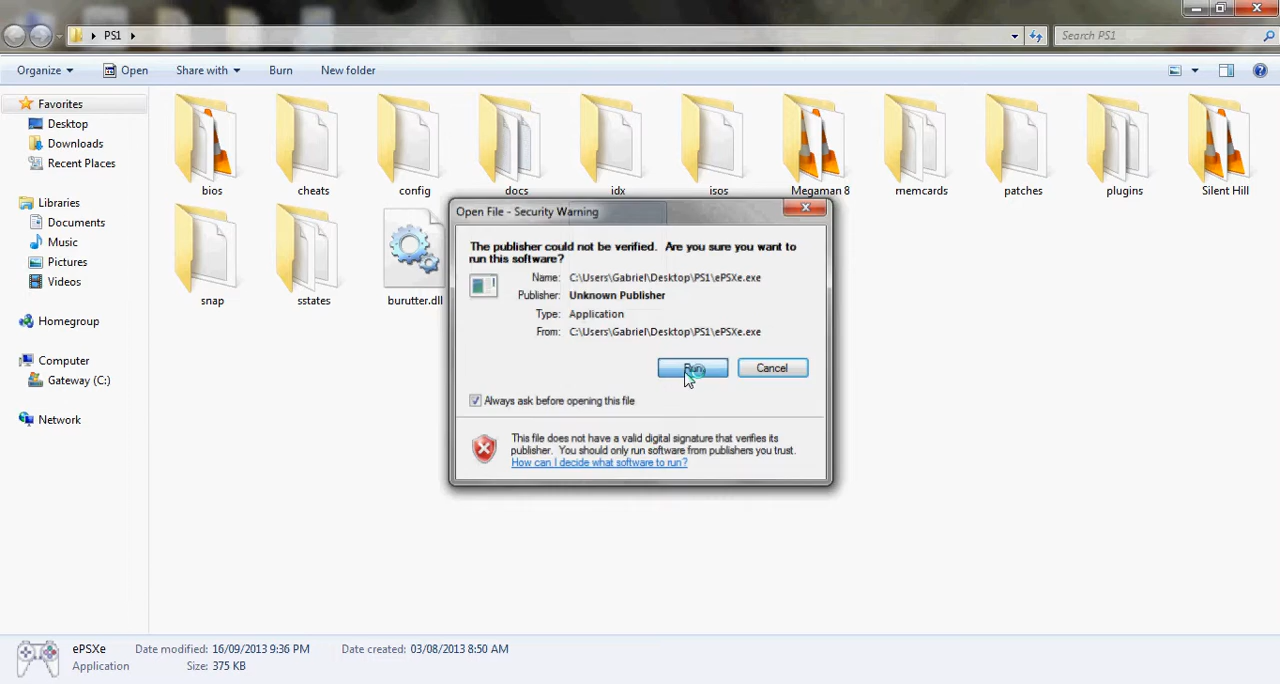 PS1
Search PS1
Organize Open Share with Burn New folder
Favorites
Desktop
Downloads
Recent Places
Libraries
Documents
Music
Pictures
Videos
Homegroup
Computer
Gateway (C:)
Network
bios cheats config docs idx isos Megaman 8 memcards patches plugins Silent Hill
snap sstates burutter.dll
Open File - Security Warning
The publisher could not be verified. Are you sure you want to
run this software?
Name: C:\Users\Gabriel\Desktop\PS1\ePSXe.exe
Publisher: Unknown Publisher
Type: Application
From: C:\Users\Gabriel\Desktop\PS1\ePSXe.exe
Run Cancel
Always ask before opening this file
This file does not have a valid digital signature that verifies its
publisher. You should only run software from publishers you trust.
How can I decide what software to run?
ePSXe Date modified: 16/09/2013 9:36 PM Date created: 03/08/2013 8:50 AM
Application Size: 375 KB